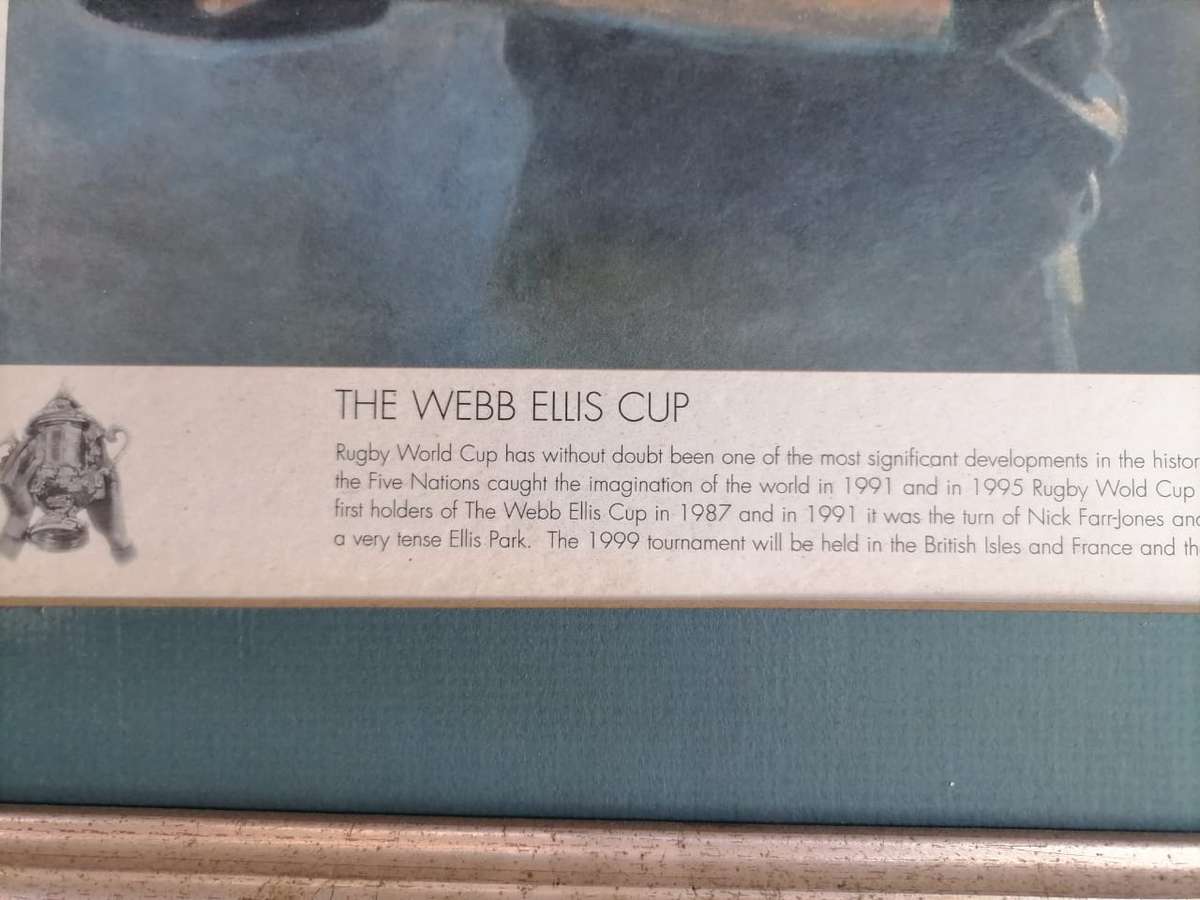 THE WEBB ELLIS CUP
Rugby World Cup has without doubt been one of the most significant developments in the histor
the Five Nations caught the imagination of the world in 1991 and in 1995 Rugby Wold Cup
first holders of The Webb Ellis Cup in 1987 and in 1991 it was the turn of Nick Farr-Jones and
a very tense Ellis Park. The 1999 tournament will be held in the British Isles and France and th